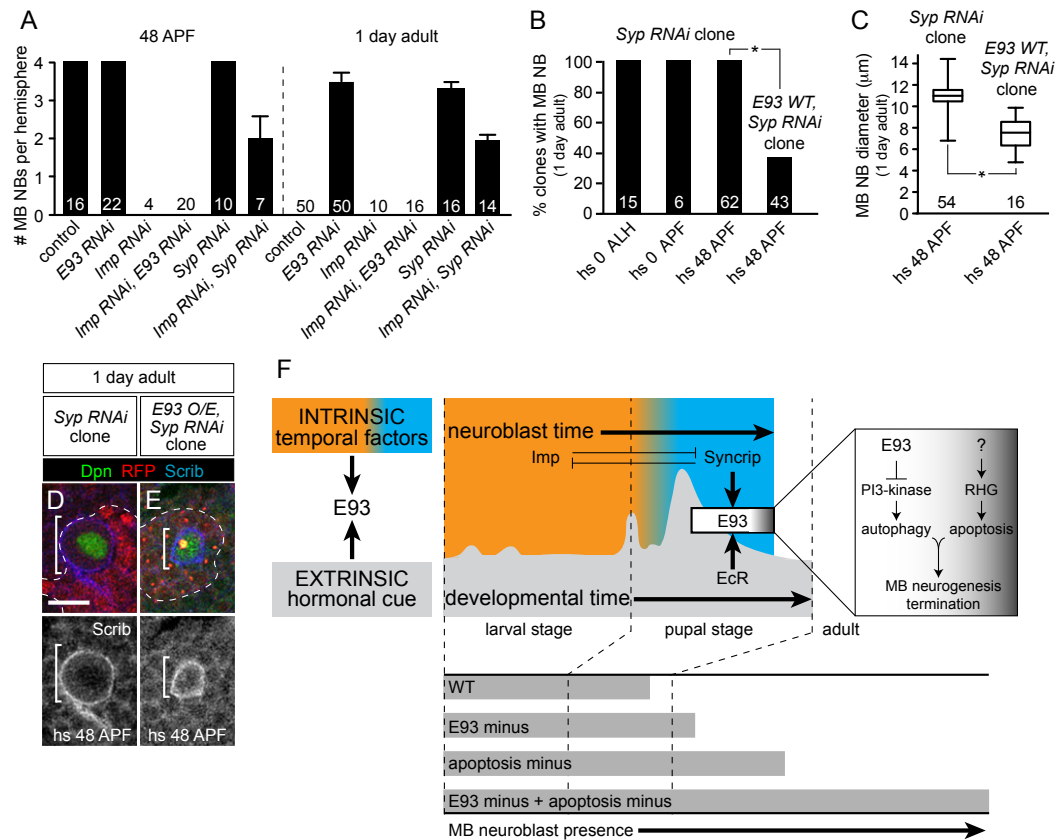 A
48 APF
1 day adult
# MB NBs per hemisphere
4
3
2
1
0
16
22
4
20
10
7
50
50
10
16
16
14
control
E93 RNAi
Imp RNAi
Imp RNAi, E93 RNAi
Syp RNAi
Imp RNAi, Syp RNAi
control
E93 RNAi
Imp RNAi
Imp RNAi, E93 RNAi
Syp RNAi
Imp RNAi, Syp RNAi
B
Syp RNAi clone
*
E93 WT,
Syp RNAi
clone
% clones with MB NB
(1 day adult)
100
80
60
40
20
0
15
6
62
43
hs 0 ALH
hs 0 APF
hs 48 APF
hs 48 APF
C
Syp RNAi
clone
E93 WT,
Syp RNAi
clone
MB NB diameter (μm)
(1 day adult)
16
14
12
10
8
6
4
2
0
*
54
16
hs 48 APF
hs 48 APF
1 day adult
Syp RNAi
clone
E93 O/E,
Syp RNAi
clone
Dpn RFP Scrib
D
E
Scrib
hs 48 APF
hs 48 APF
F
INTRINSIC
temporal factors
E93
EXTRINSIC
hormonal cue
neuroblast time
Imp
Syncrip
E93
EcR
developmental time
larval stage
pupal stage
adult
E93
?
PI3-kinase
RHG
autophagy
apoptosis
MB neurogenesis
termination
WT
E93 minus
apoptosis minus
E93 minus + apoptosis minus
MB neuroblast presence